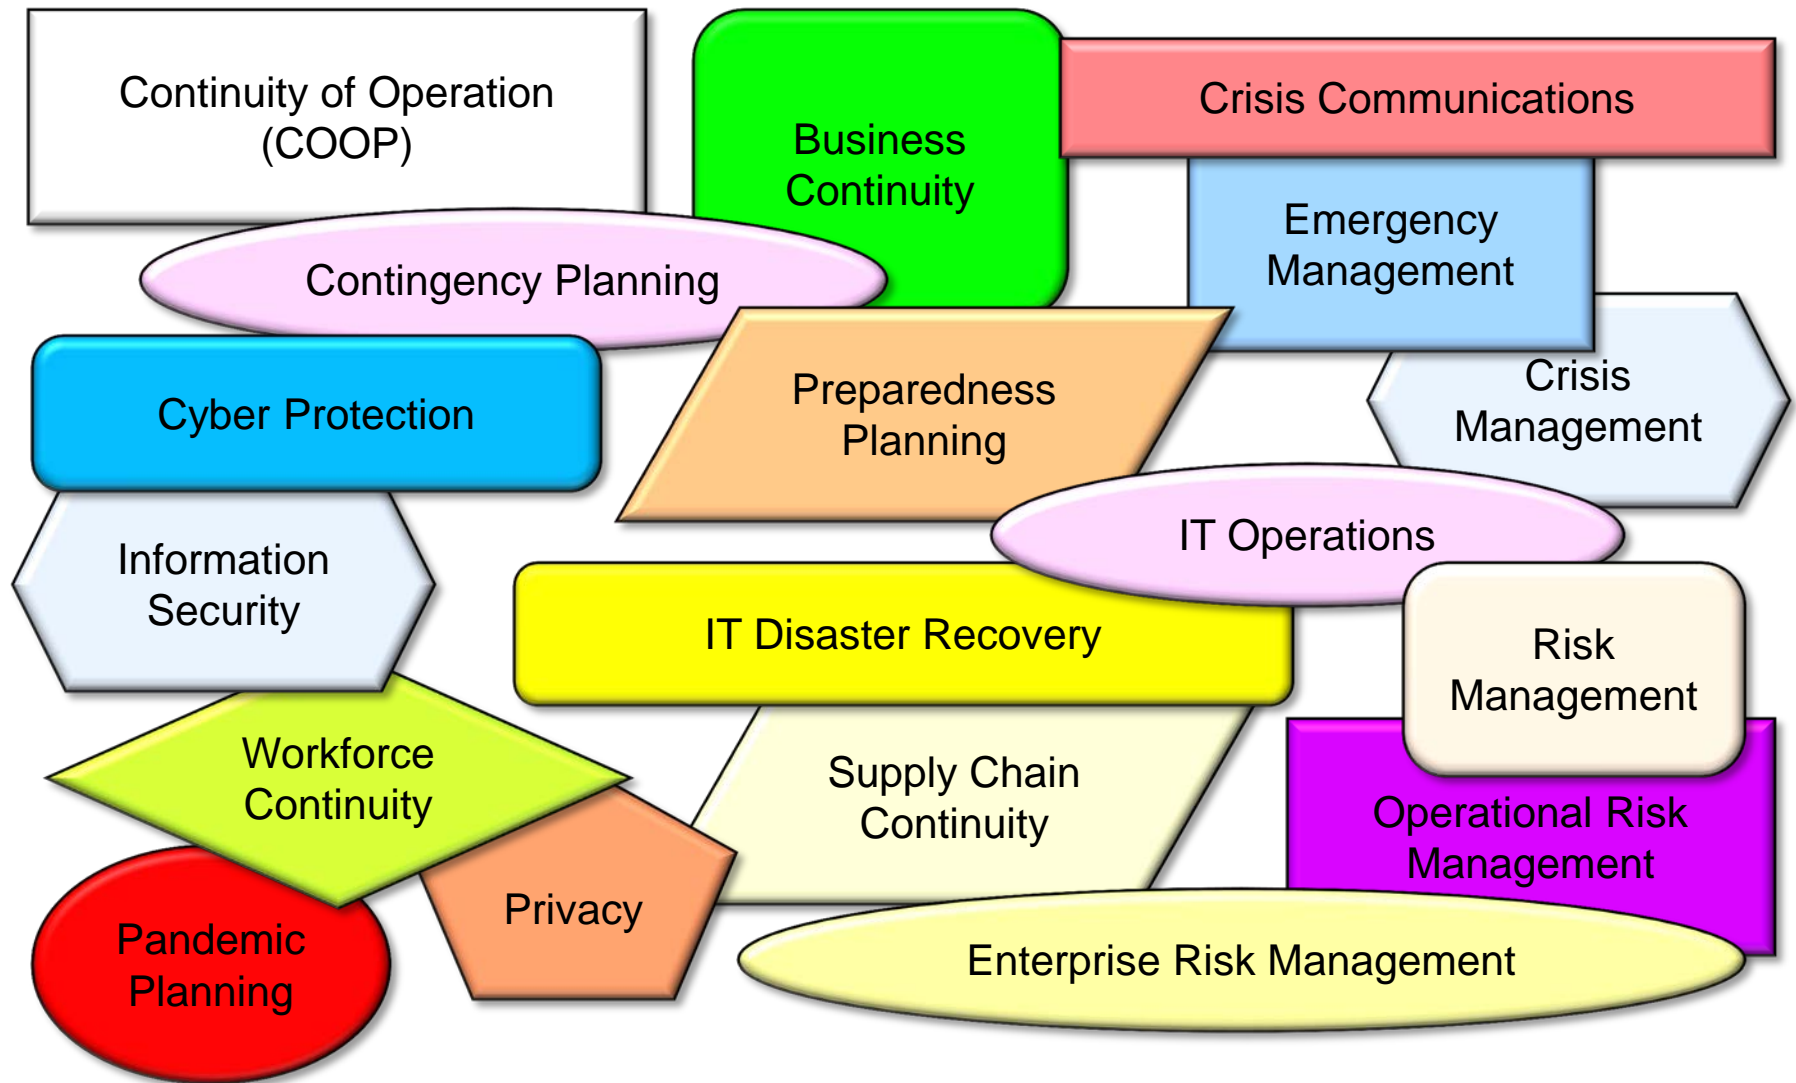 Continuity of Operation
(COOP)
Business
Continuity
Crisis Communications
Emergency
Management
Contingency Planning
Cyber Protection
Preparedness
Planning
Crisis
Management
Information
Security
IT Operations
IT Disaster Recovery
Risk
Management
Workforce
Continuity
Supply Chain
Continuity
Operational Risk
Management
Privacy
Pandemic
Planning
Enterprise Risk Management